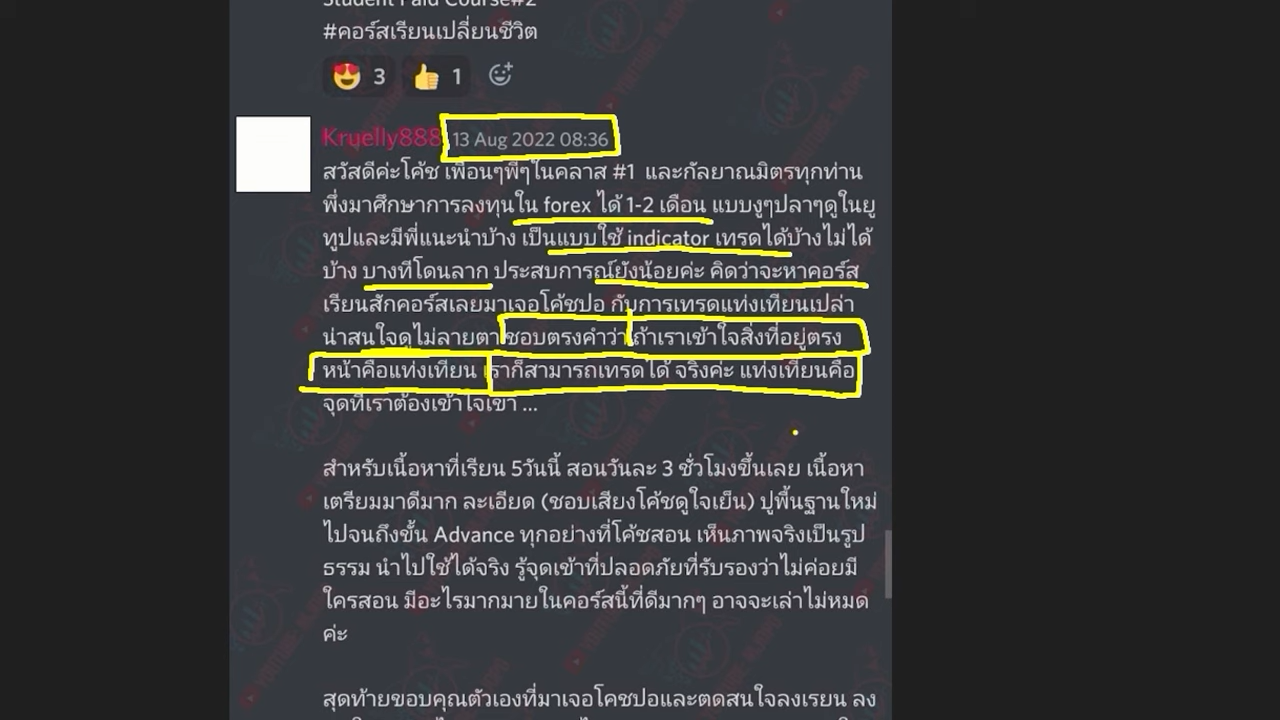 Student Paid Course#2
#คอร์สเรียนเปลี่ยนชีวิต
3 1
Kruelly888 13 Aug 2022 08:36
สวัสดีค่ะโค้ช เพื่อนๆพี่ๆในคลาส #1 และกัลยาณมิตรทุกท่าน
พึ่งมาศึกษาการลงทุนใน forex ได้ 1-2 เดือน แบบงูๆปลาๆดูในยู
ทูปและมีพี่แนะนำบ้าง เป็นแบบใช้ indicator เทรดได้บ้างไม่ได้
บ้าง บางทีโดนลาก ประสบการณ์ยังน้อยค่ะ คิดว่าจะหาคอร์ส
เรียนสักคอร์สเลยมาเจอโค้ชปอ กับการเทรดแท่งเทียนเปล่า
น่าสนใจดูไม่ลายตา ชอบตรงคำว่า ถ้าเราเข้าใจสิ่งที่อยู่ตรง
หน้าคือแท่งเทียน เราก็สามารถเทรดได้ จริงค่ะ แท่งเทียนคือ
จุดที่เราต้องเข้าใจเขา ...
สำหรับเนื้อหาที่เรียน 5วันนี้ สอนวันละ 3 ชั่วโมงขึ้นเลย เนื้อหา
เตรียมมาดีมาก ละเอียด (ชอบเสียงโค้ชดูใจเย็น) ปูพื้นฐานใหม่
ไปจนถึงขั้น Advance ทุกอย่างที่โค้ชสอน เห็นภาพจริงเป็นรูป
ธรรม นำไปใช้ได้จริง รู้จุดเข้าที่ปลอดภัยที่รับรองว่าไม่ค่อยมี
ใครสอน มีอะไรมากมายในคอร์สนี้ที่ดีมากๆ อาจจะเล่าไม่หมด
ค่ะ
สุดท้ายขอบคุณตัวเองที่มาเจอโค้ชปอและตัดสินใจลงเรียน ลง